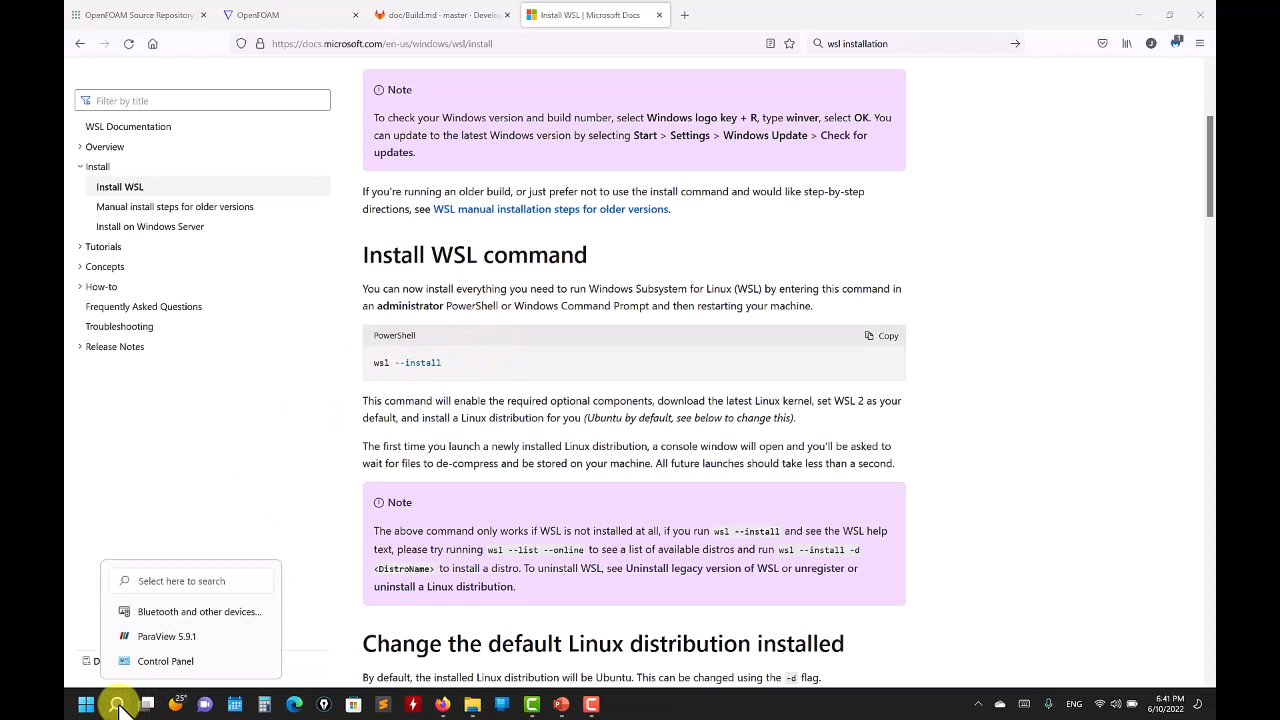 OpenFOAM Source Repository
OpenFOAM
doc/Build.md · master · Develop
Install WSL | Microsoft Docs
https://docs.microsoft.com/en-us/windows/wsl/install
wsl installation
1
Filter by title
WSL Documentation
Overview
Install
Install WSL
Manual install steps for older versions
Install on Windows Server
Tutorials
Concepts
How-to
Frequently Asked Questions
Troubleshooting
Release Notes
Note
To check your Windows version and build number, select Windows logo key + R, type winver, select OK. You
can update to the latest Windows version by selecting Start > Settings > Windows Update > Check for
updates.
If you're running an older build, or just prefer not to use the install command and would like step-by-step
directions, see WSL manual installation steps for older versions.
Install WSL command
You can now install everything you need to run Windows Subsystem for Linux (WSL) by entering this command in
an administrator PowerShell or Windows Command Prompt and then restarting your machine.
PowerShell
Copy
wsl --install
This command will enable the required optional components, download the latest Linux kernel, set WSL 2 as your
default, and install a Linux distribution for you (Ubuntu by default, see below to change this).
The first time you launch a newly installed Linux distribution, a console window will open and you'll be asked to
wait for files to de-compress and be stored on your machine. All future launches should take less than a second.
Note
The above command only works if WSL is not installed at all, if you run wsl --install and see the WSL help
text, please try running wsl --list --online to see a list of available distros and run wsl --install -d
<DistroName> to install a distro. To uninstall WSL, see Uninstall legacy version of WSL or unregister or
uninstall a Linux distribution.
Change the default Linux distribution installed
By default, the installed Linux distribution will be Ubuntu. This can be changed using the -d flag.
Select here to search
Bluetooth and other devices...
ParaView 5.9.1
Control Panel
D
25°
ENG
6:41 PM
6/10/2022